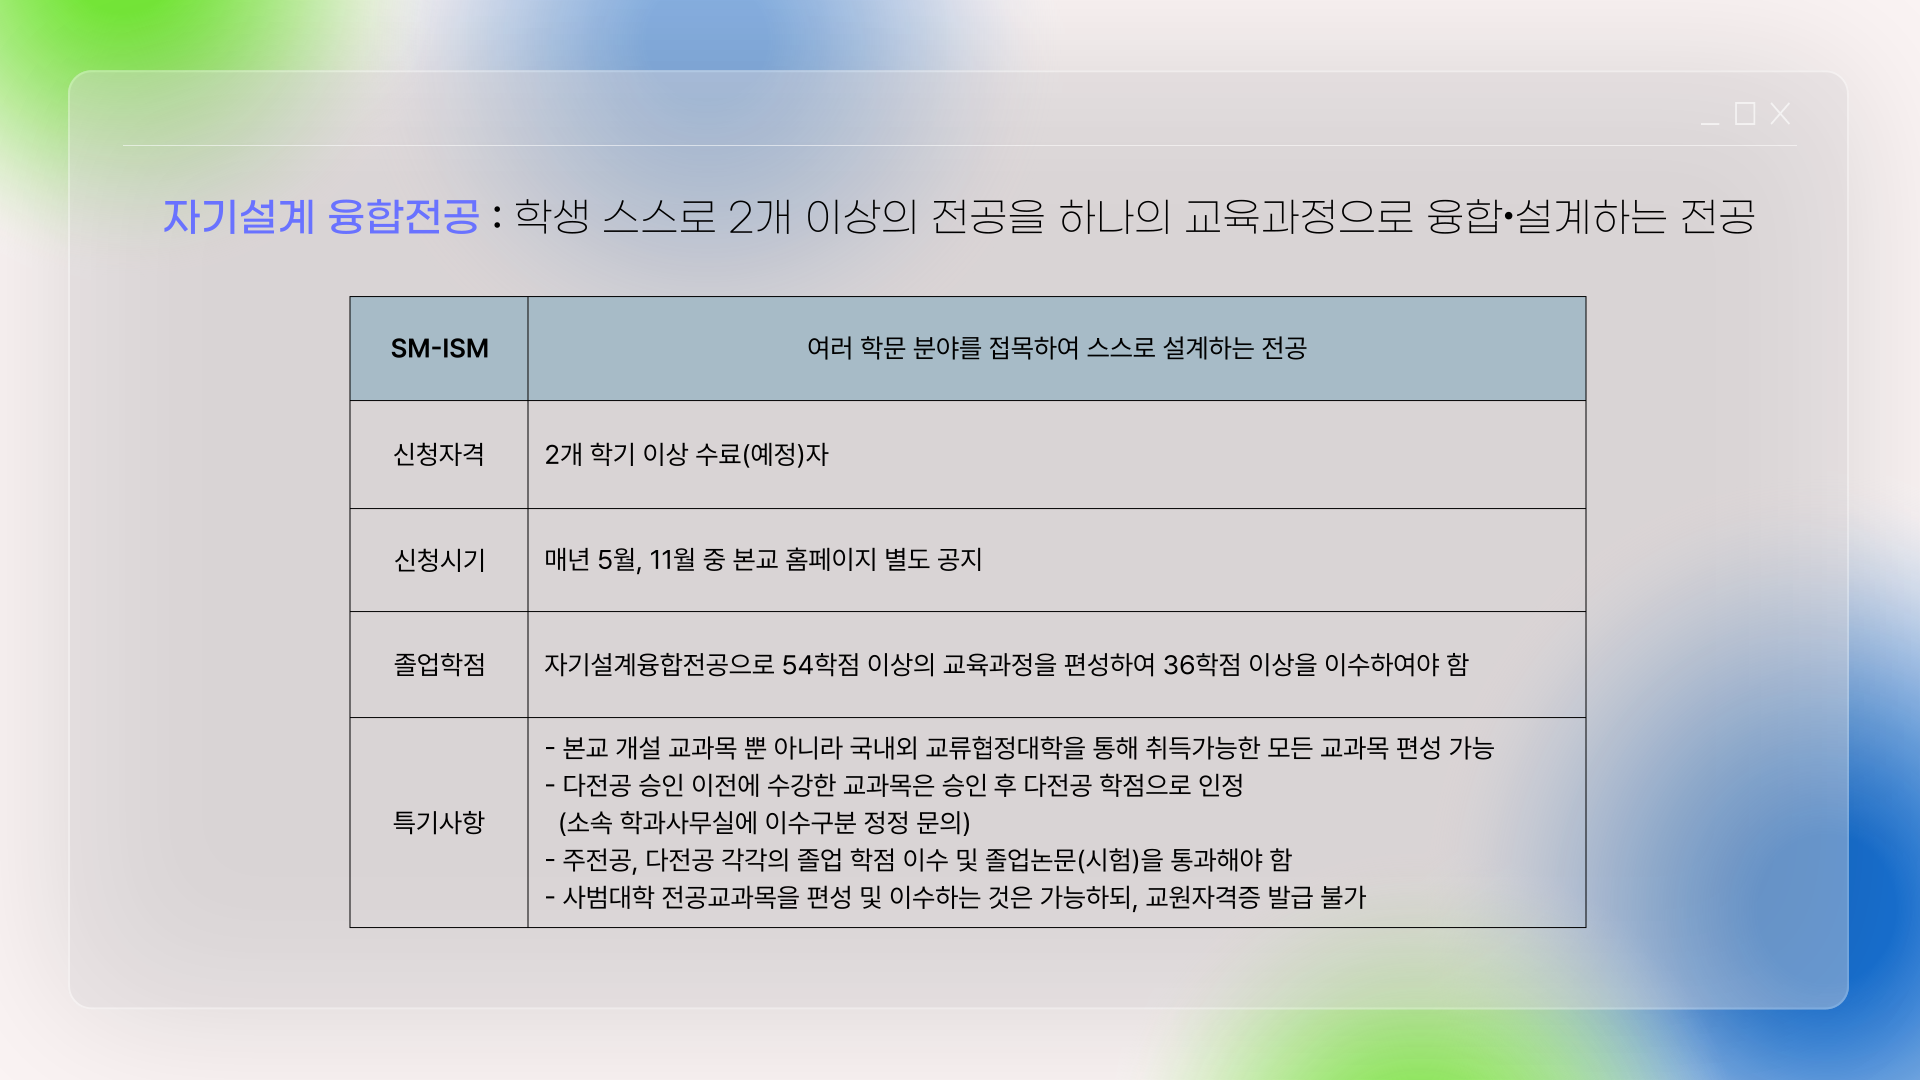 자기설계 융합전공 : 학생 스스로 2개 이상의 전공을 하나의 교육과정으로 융합•설계하는 전공
SM-ISM
여러 학문 분야를 접목하여 스스로 설계하는 전공
신청자격
2개 학기 이상 수료(예정)자
신청시기
매년 5월, 11월 중 본교 홈페이지 별도 공지
졸업학점
자기설계융합전공으로 54학점 이상의 교육과정을 편성하여 36학점 이상을 이수하여야 함
특기사항
- 본교 개설 교과목 뿐 아니라 국내외 교류협정대학을 통해 취득가능한 모든 교과목 편성 가능
- 다전공 승인 이전에 수강한 교과목은 승인 후 다전공 학점으로 인정
(소속 학과사무실에 이수구분 정정 문의)
- 주전공, 다전공 각각의 졸업 학점 이수 및 졸업논문(시험)을 통과해야 함
- 사범대학 전공교과목을 편성 및 이수하는 것은 가능하되, 교원자격증 발급 불가